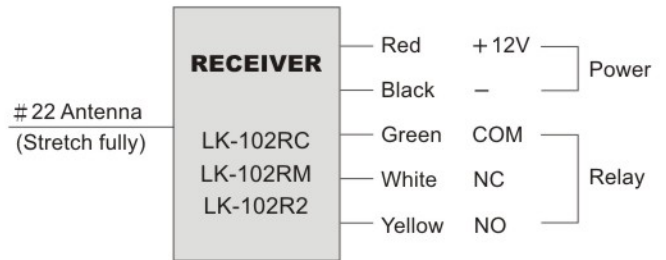 RECEIVER
LK-102RC
LK-102RM
LK-102R2
#22 Antenna
(Stretch fully)
Red +12V
Black –
Power
Green COM
White NC
Yellow NO
Relay